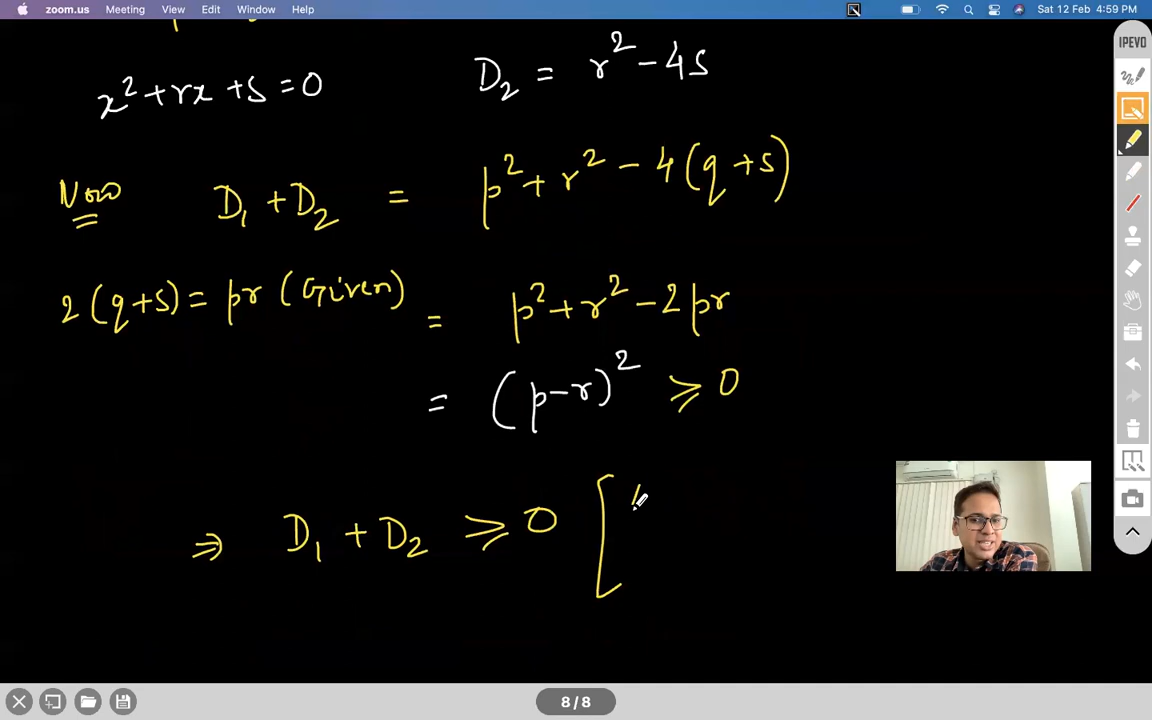 zoom.us Meeting View Edit Window Help Sat 12 Feb 4:59 PM
IPEVO
x²+rx+s=0 D₂ = r²-4s
Now D₁+D₂ = p²+r²-4(q+s)
2(q+s)=pr (Given) = p²+r²-2pr
= (p-r)² ⩾ 0
⇒ D₁+D₂ ⩾ 0 [
8/8